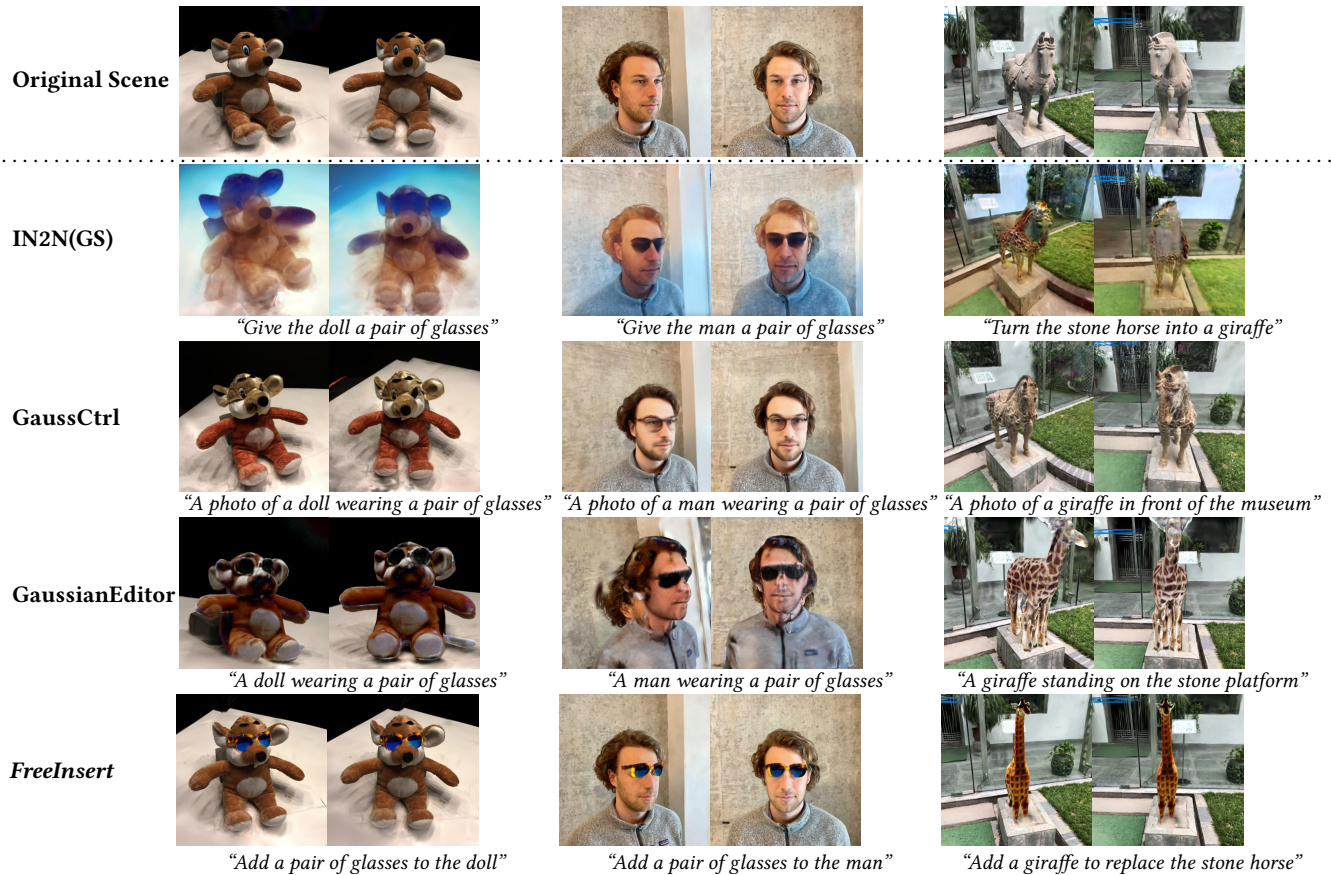 Original Scene
IN2N(GS)
“Give the doll a pair of glasses”
“Give the man a pair of glasses”
“Turn the stone horse into a giraffe”
GaussCtrl
“A photo of a doll wearing a pair of glasses”
“A photo of a man wearing a pair of glasses”
“A photo of a giraffe in front of the museum”
GaussianEditor
“A doll wearing a pair of glasses”
“A man wearing a pair of glasses”
“A giraffe standing on the stone platform”
FreeInsert
“Add a pair of glasses to the doll”
“Add a pair of glasses to the man”
“Add a giraffe to replace the stone horse”